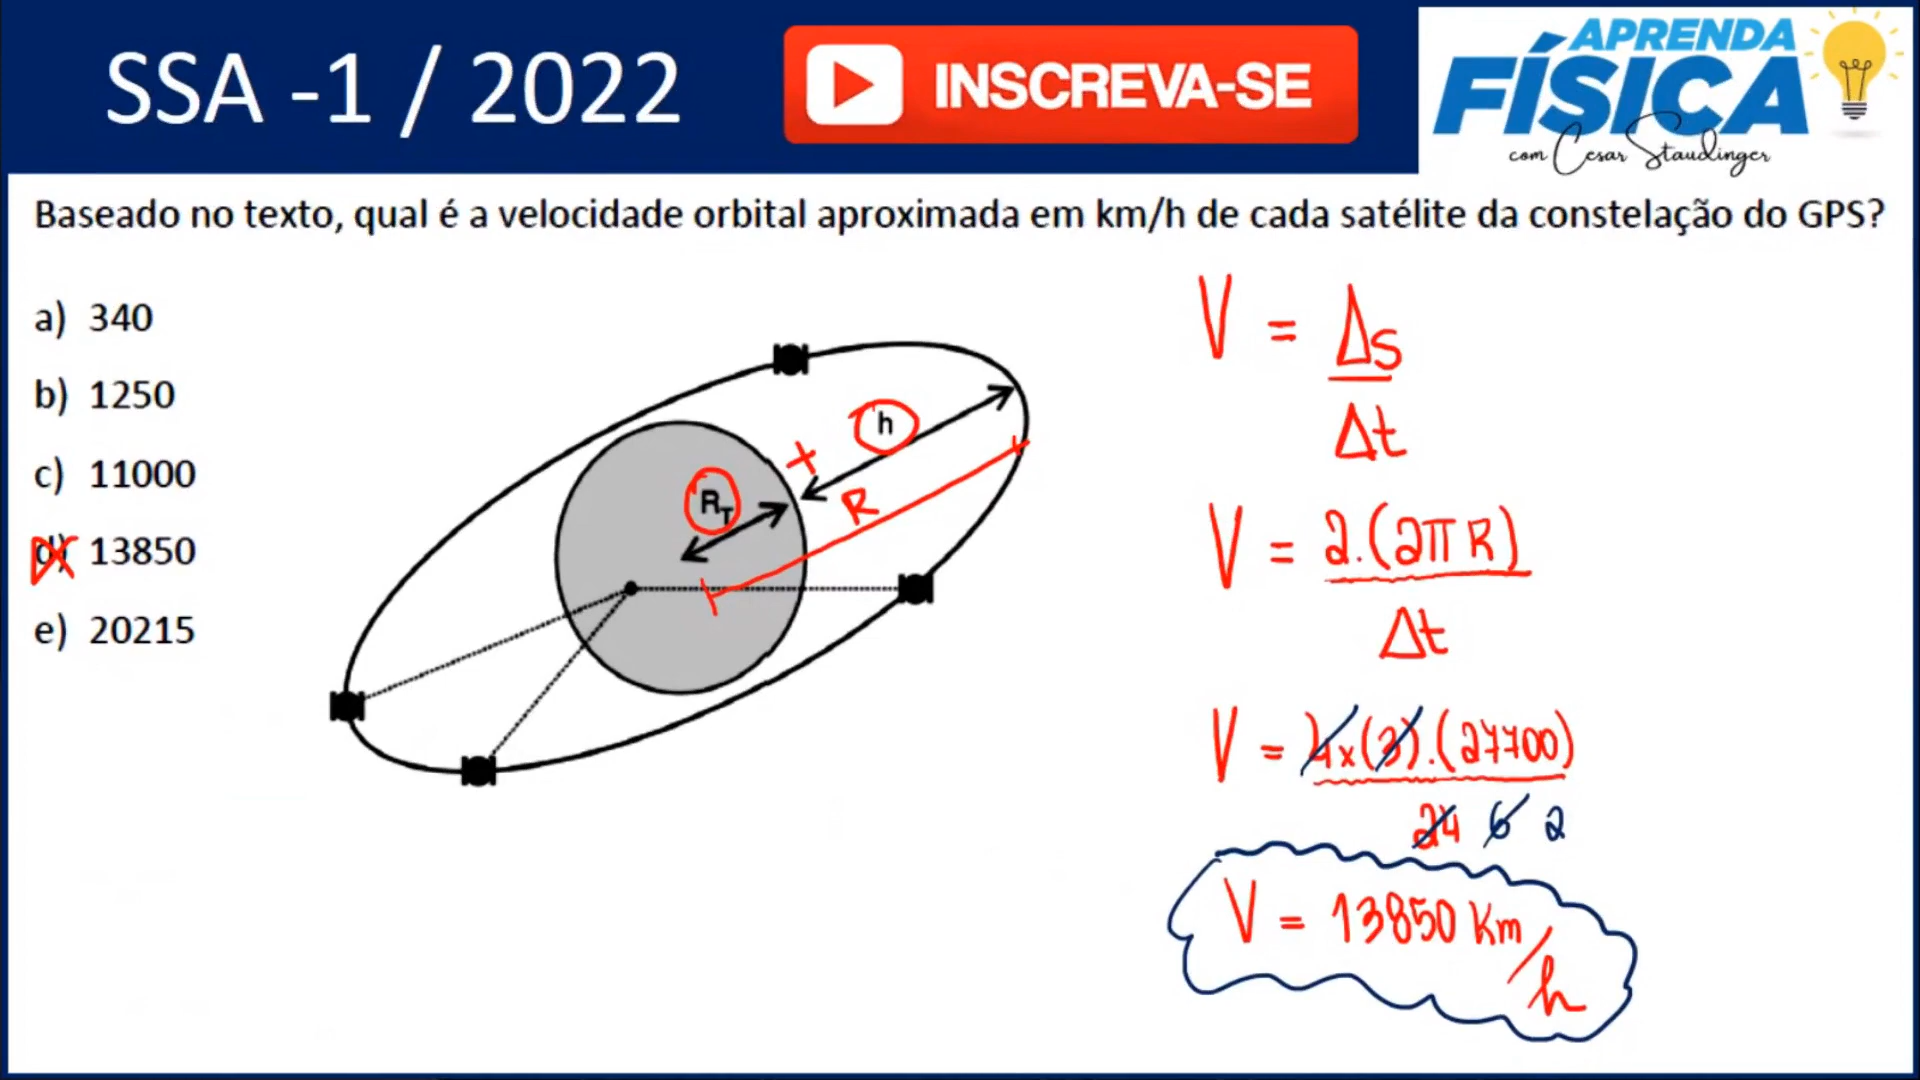 SSA -1 / 2022
INSCREVA-SE
APRENDA
FÍSICA
com Cesar Staudinger
Baseado no texto, qual é a velocidade orbital aproximada em km/h de cada satélite da constelação do GPS?
a) 340
b) 1250
c) 11000
d) 13850
e) 20215
h
+
R
R_T
V = Δs
Δt
V = 2.(2πR)
Δt
V = 4x(3).(27700)
24 6 2
V = 13850 Km/h